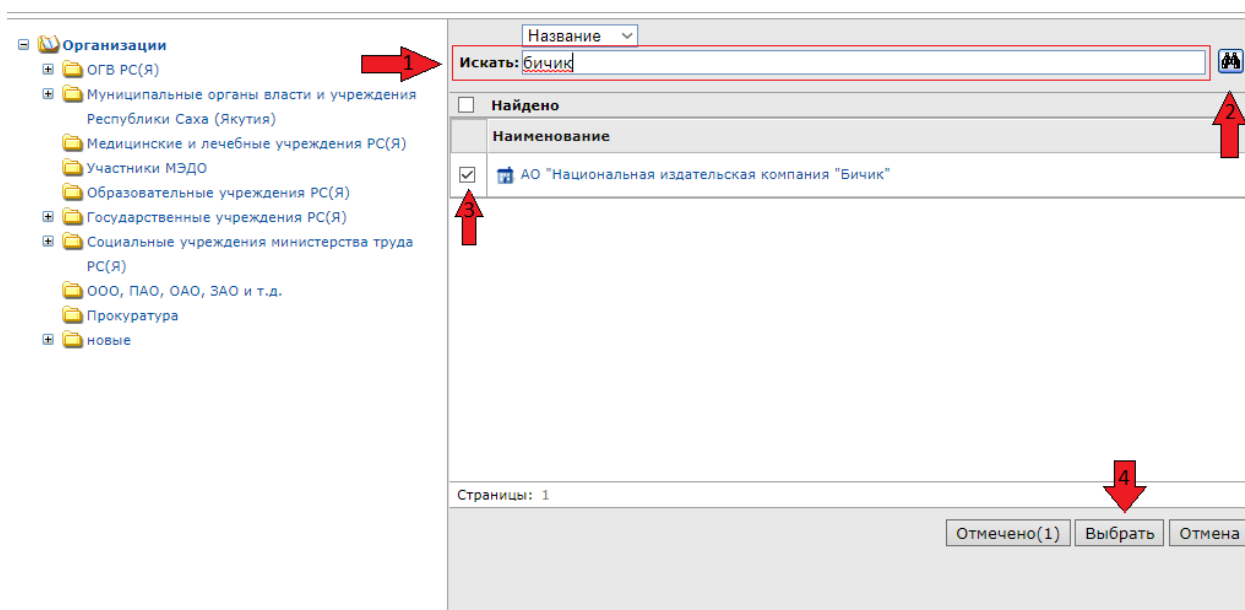 Организации
ОГВ РС(Я)
Муниципальные органы власти и учреждения
Республики Саха (Якутия)
Медицинские и лечебные учреждения РС(Я)
Участники МЭДО
Образовательные учреждения РС(Я)
Государственные учреждения РС(Я)
Социальные учреждения министерства труда
РС(Я)
ООО, ПАО, ОАО, ЗАО и т.д.
Прокуратура
новые
Название
1
Искать: бичик
2
Найдено
Наименование
АО "Национальная издательская компания "Бичик"
3
Страницы: 1
4
Отмечено(1) Выбрать Отмена